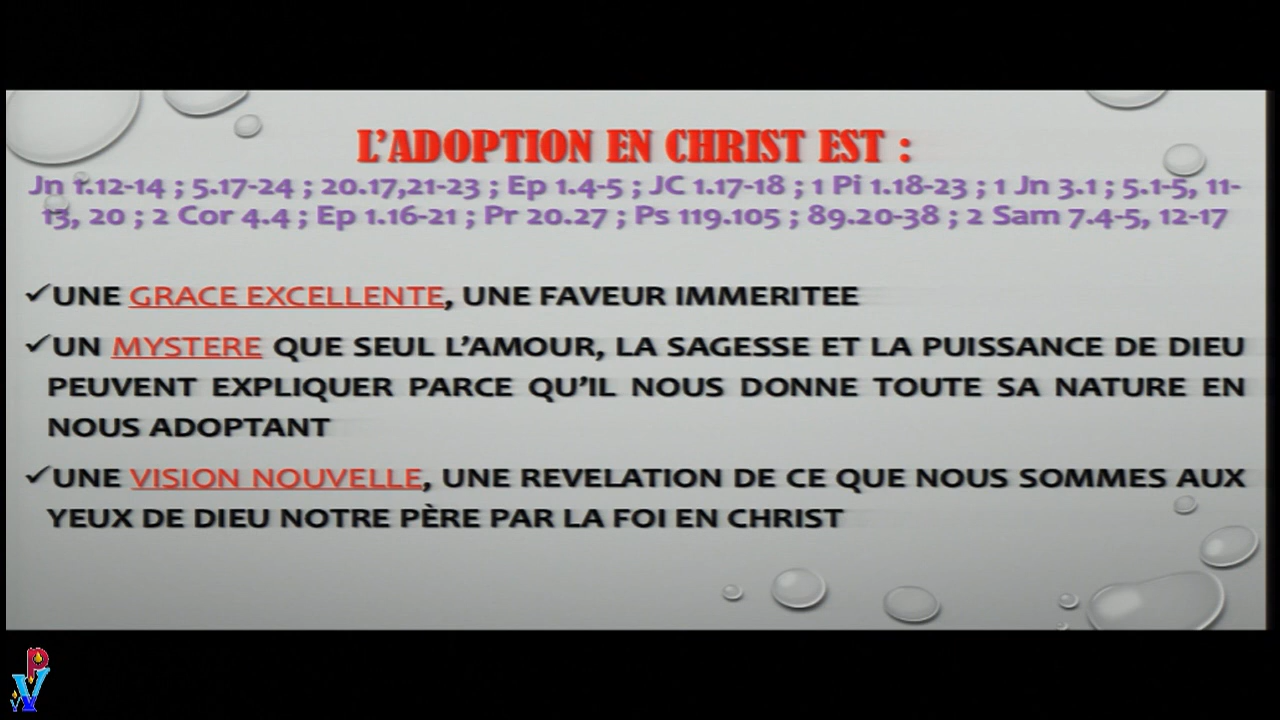 L'ADOPTION EN CHRIST EST :
Jn 1.12-14 ; 5.17-24 ; 20.17,21-23 ; Ep 1.4-5 ; JC 1.17-18 ; 1 Pi 1.18-23 ; 1 Jn 3.1 ; 5.1-5, 11-
13, 20 ; 2 Cor 4.4 ; Ep 1.16-21 ; Pr 20.27 ; Ps 119.105 ; 89.20-38 ; 2 Sam 7.4-5, 12-17
✓UNE GRACE EXCELLENTE, UNE FAVEUR IMMERITEE
✓UN MYSTERE QUE SEUL L'AMOUR, LA SAGESSE ET LA PUISSANCE DE DIEU
PEUVENT EXPLIQUER PARCE QU'IL NOUS DONNE TOUTE SA NATURE EN
NOUS ADOPTANT
✓UNE VISION NOUVELLE, UNE REVELATION DE CE QUE NOUS SOMMES AUX
YEUX DE DIEU NOTRE PÈRE PAR LA FOI EN CHRIST
P
V